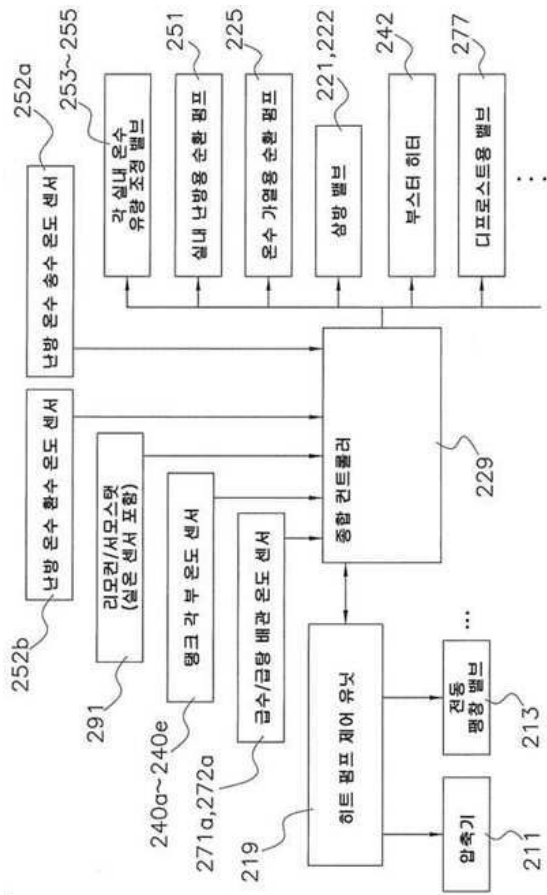 252a
난방 온수 송수 온도 센서
252b
난방 온수 환수 온도 센서
291
리모컨/서모스탯
(실온 센서 포함)
240a~240e
탱크 각 부 온도 센서
271a,272a
급수/급탕 배관 온도 센서
219
히트 펌프 제어 유닛
종합 컨트롤러
229
압축기
211
전동
팽창 밸브
213
...
253~255
각 실내 온수
유량 조정 밸브
251
실내 난방용 순환 펌프
225
온수 가열용 순환 펌프
221,222
삼방 밸브
242
부스터 히터
277
디프로스트용 밸브
...